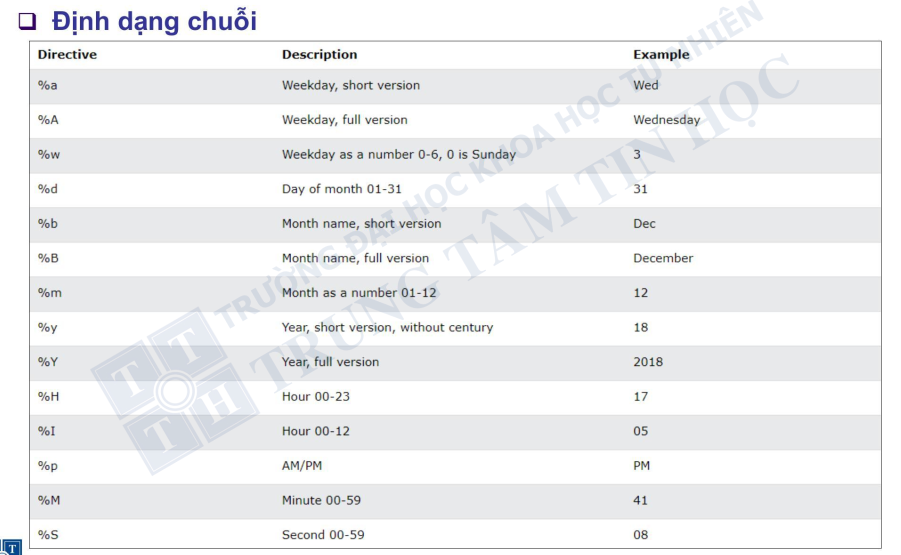 Định dạng chuỗi
Directive Description Example
%a Weekday, short version Wed
%A Weekday, full version Wednesday
%w Weekday as a number 0-6, 0 is Sunday 3
%d Day of month 01-31 31
%b Month name, short version Dec
%B Month name, full version December
%m Month as a number 01-12 12
%y Year, short version, without century 18
%Y Year, full version 2018
%H Hour 00-23 17
%I Hour 00-12 05
%p AM/PM PM
%M Minute 00-59 41
%S Second 00-59 08
TRƯỜNG ĐẠI HỌC KHOA HỌC TỰ NHIÊN
TRUNG TÂM TIN HỌC
T T
T H
T